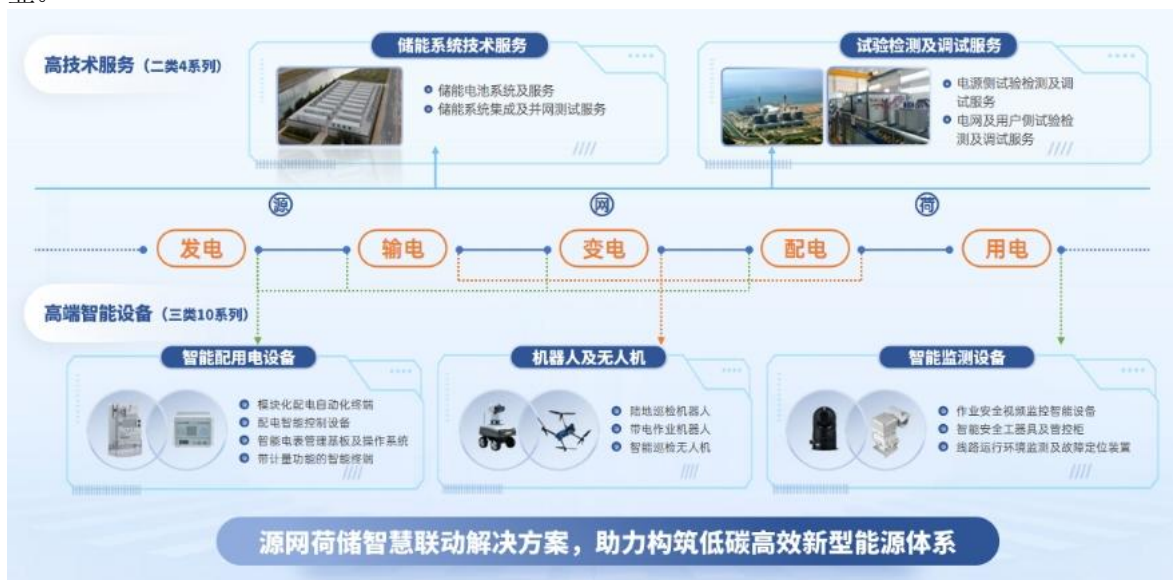 业。
储能系统技术服务
试验检测及调试服务
高技术服务（二类4系列）
储能电池系统及服务
储能系统集成及并网测试服务
电源侧试验检测及调
试服务
电网及用户侧试验检
测及调试服务
源
网
荷
发电
输电
变电
配电
用电
高端智能设备（三类10系列）
智能配用电设备
机器人及无人机
智能监测设备
模块化配电自动化终端
配电智能控制设备
智能电表管理基板及操作系统
带计量功能的智能终端
陆地巡检机器人
带电作业机器人
智能巡检无人机
作业安全视频监控智能设备
智能安全工器具及管控柜
线路运行环境监测及故障定位装置
源网荷储智慧联动解决方案，助力构筑低碳高效新型能源体系